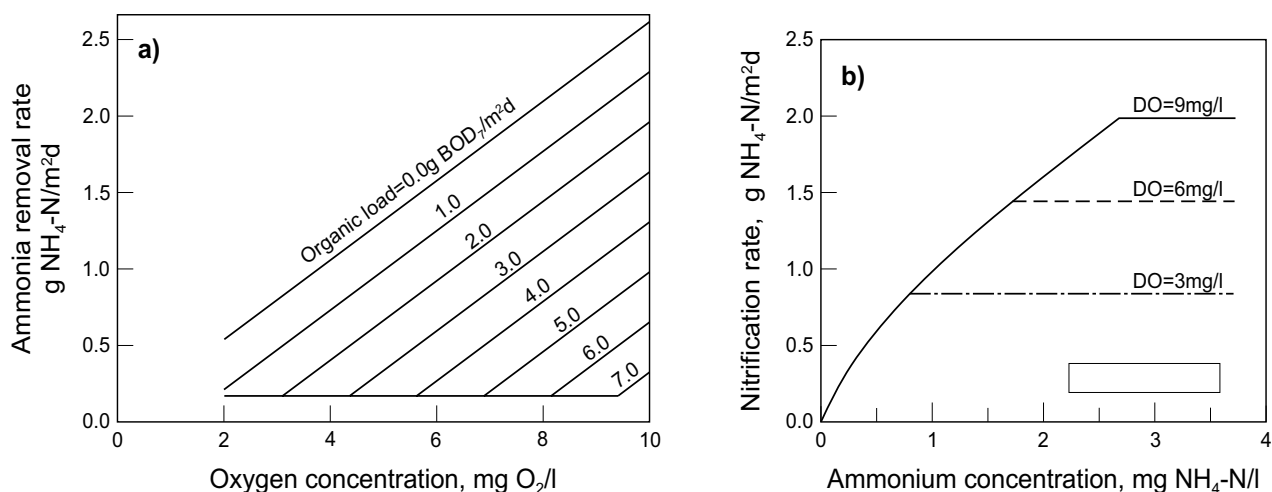 a)
Ammonia removal rate
g NH₄-N/m²d
2.5
2.0
1.5
1.0
0.5
0.0
Organic load=0.0g BOD₇/m²d
1.0
2.0
3.0
4.0
5.0
6.0
7.0
0
2
4
6
8
10
Oxygen concentration, mg O₂/l
b)
Nitrification rate, g NH₄-N/m²d
2.5
2.0
1.5
1.0
0.5
0.0
DO=9mg/l
DO=6mg/l
DO=3mg/l
0
1
2
3
4
Ammonium concentration, mg NH₄-N/l